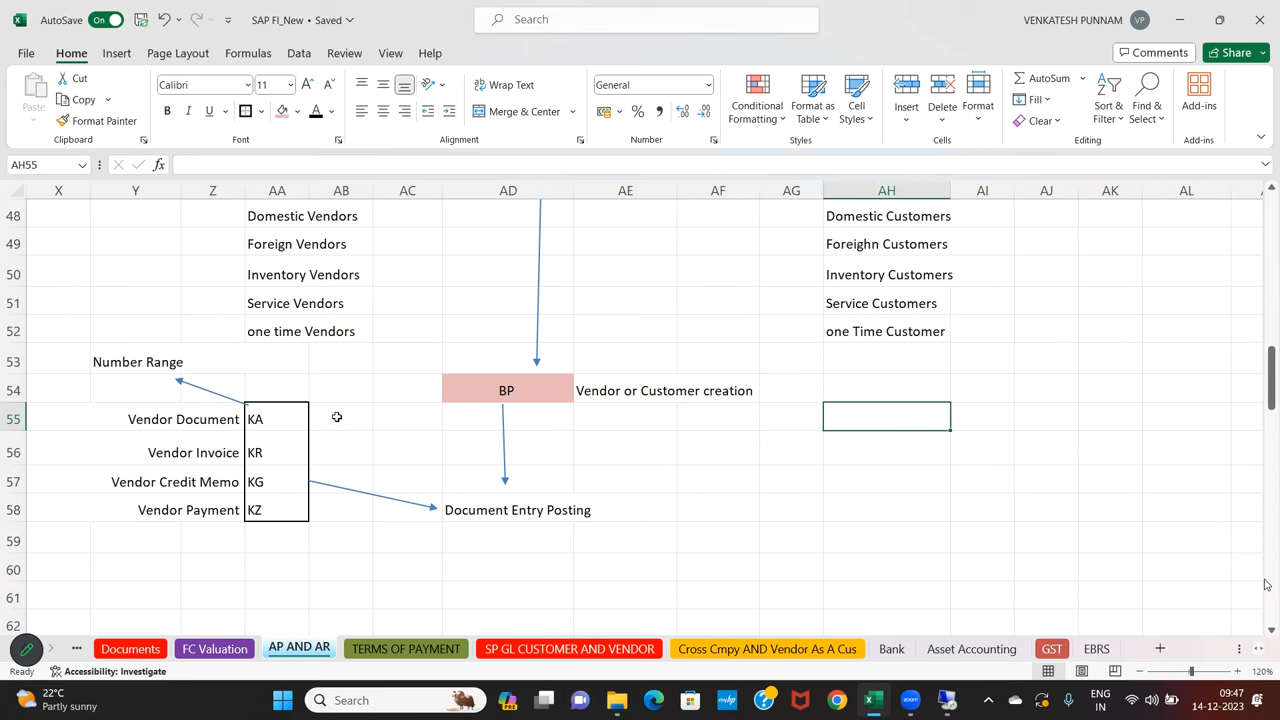 AutoSave On SAP FI_New • Saved Search VENKATESH PUNNAM VP
File Home Insert Page Layout Formulas Data Review View Help Comments Share
Paste Cut Copy Format Painter Clipboard
Calibri 11 B I U A Font
Wrap Text Merge & Center Alignment
General % Number
Conditional Formatting Format as Table Cell Styles Styles
Insert Delete Format Cells
AutoSum Fill Clear Sort & Filter Find & Select Editing
Add-ins Add-ins
AH55 fx
X Y Z AA AB AC AD AE AF AG AH AI AJ AK AL
48 Domestic Vendors Domestic Customers
49 Foreign Vendors Foreighn Customers
50 Inventory Vendors Inventory Customers
51 Service Vendors Service Customers
52 one time Vendors one Time Customer
53 Number Range
54 BP Vendor or Customer creation
55 Vendor Document KA
56 Vendor Invoice KR
57 Vendor Credit Memo KG
58 Vendor Payment KZ Document Entry Posting
59
60
61
62
Documents FC Valuation AP AND AR TERMS OF PAYMENT SP GL CUSTOMER AND VENDOR Cross Cmpy AND Vendor As A Cus Bank Asset Accounting GST EBRS
Ready Accessibility: Investigate 120%
22°C Partly sunny Search PRE ENG IN 09:47 14-12-2023